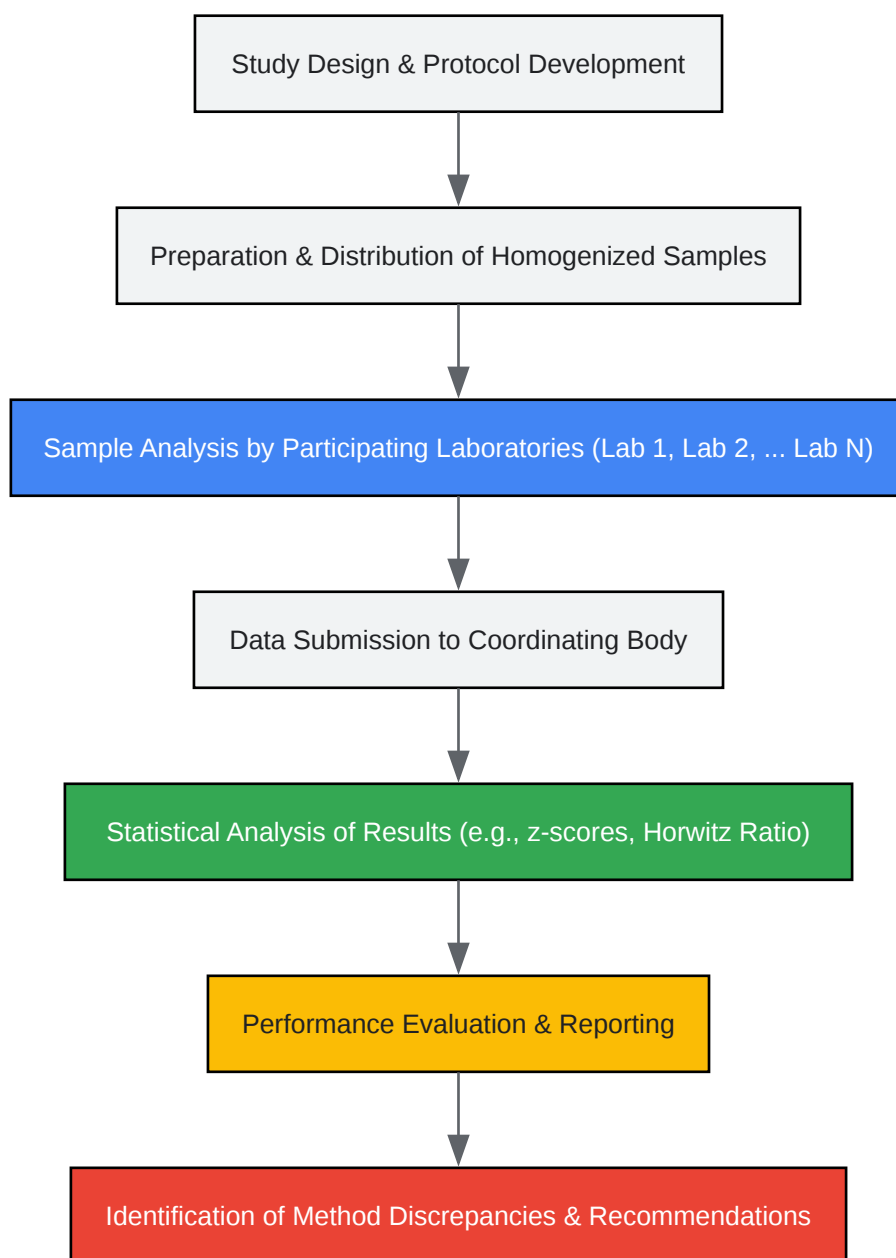 Study Design & Protocol Development
Preparation & Distribution of Homogenized Samples
Sample Analysis by Participating Laboratories (Lab 1, Lab 2, ... Lab N)
Data Submission to Coordinating Body
Statistical Analysis of Results (e.g., z-scores, Horwitz Ratio)
Performance Evaluation & Reporting
Identification of Method Discrepancies & Recommendations